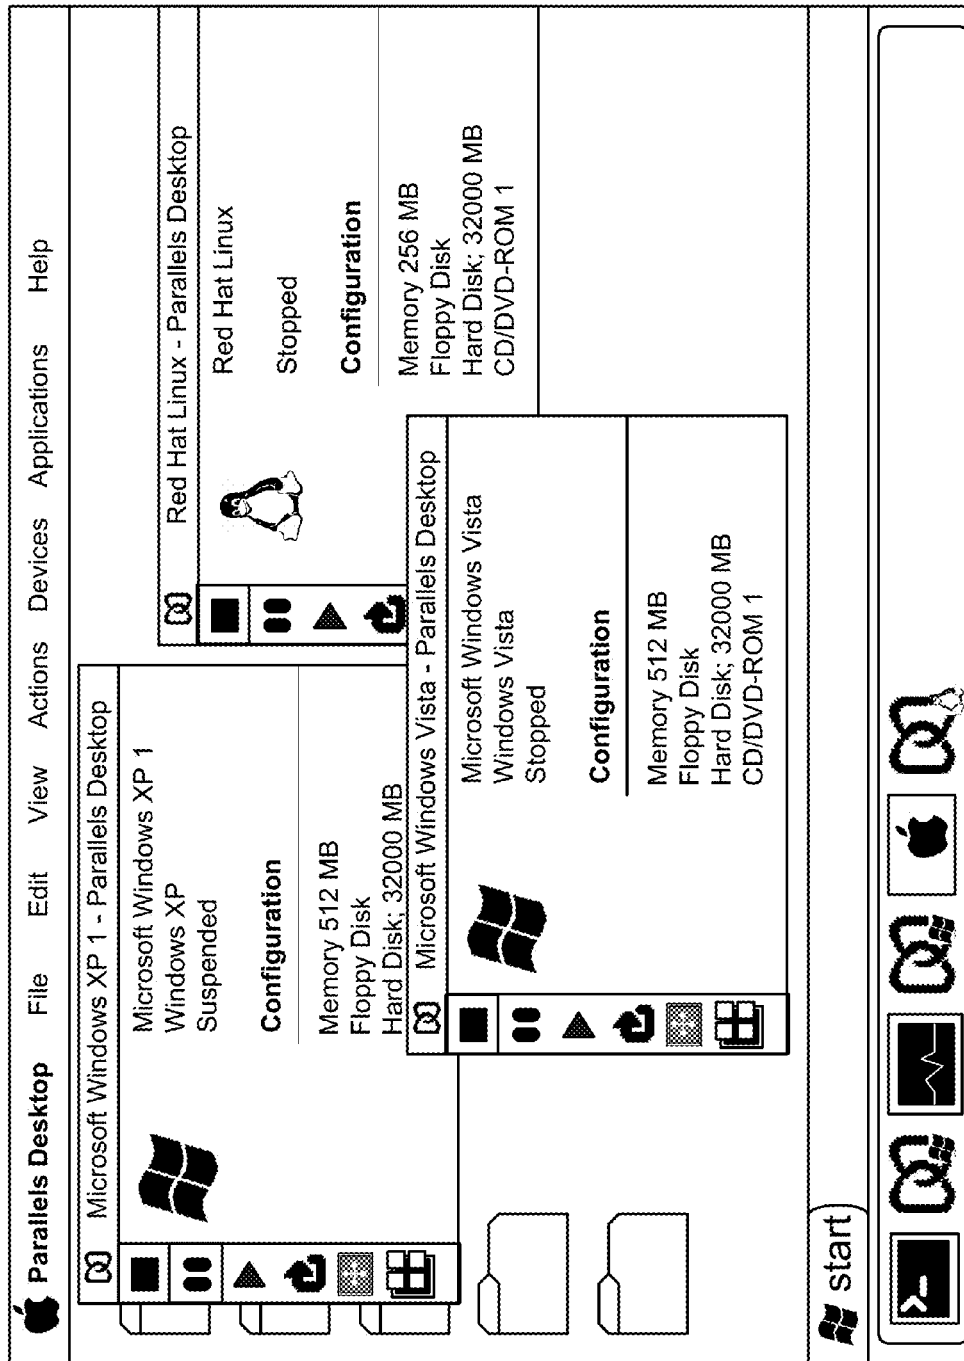 Parallels Desktop File Edit View Actions Devices Applications Help
Microsoft Windows XP 1 - Parallels Desktop
Microsoft Windows XP 1
Windows XP
Suspended
Configuration
Memory 512 MB
Floppy Disk
Hard Disk; 32000 MB
Red Hat Linux - Parallels Desktop
Red Hat Linux
Stopped
Configuration
Memory 256 MB
Floppy Disk
Hard Disk; 32000 MB
CD/DVD-ROM 1
Microsoft Windows Vista - Parallels Desktop
Microsoft Windows Vista
Windows Vista
Stopped
Configuration
Memory 512 MB
Floppy Disk
Hard Disk; 32000 MB
CD/DVD-ROM 1
start